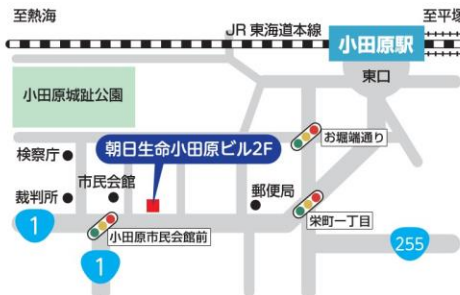 至熱海
至平塚
JR 東海道本線
小田原駅
東口
小田原城趾公園
お堀端通り
検察庁
朝日生命小田原ビル2F
市民会館
裁判所
郵便局
栄町一丁目
1
小田原市民会館前
255
1